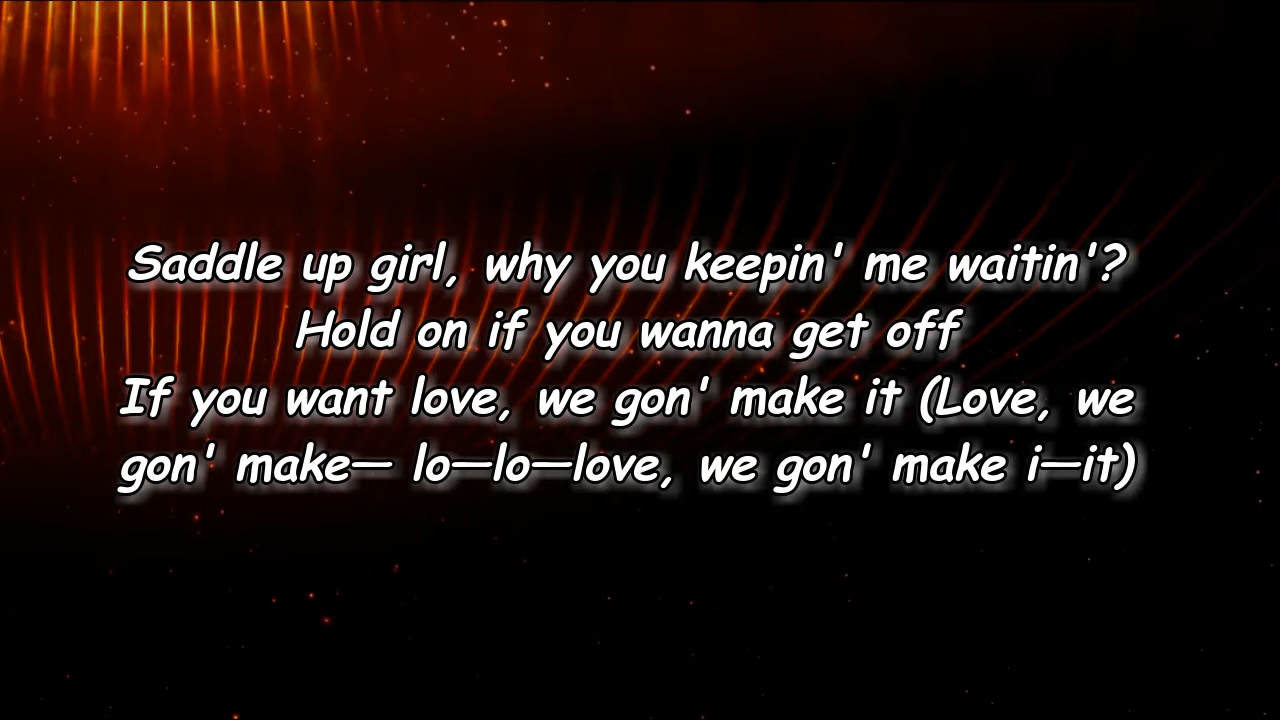 Saddle up girl, why you keepin' me waitin'?
Hold on if you wanna get off
If you want love, we gon' make it (Love, we
gon' make— lo—lo—love, we gon' make i—it)